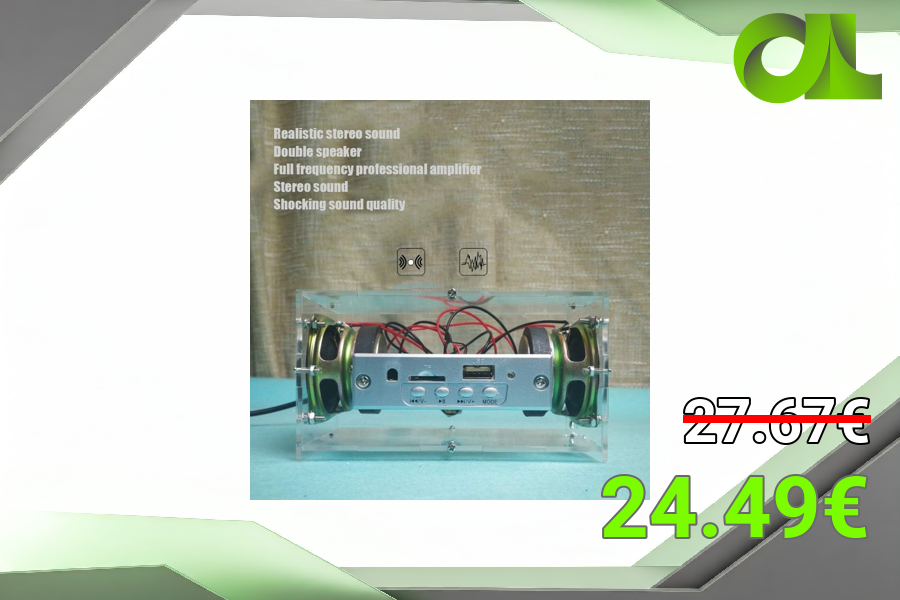 Realistic stereo sound
Double speaker
Full frequency professional amplifier
Stereo sound
Shocking sound quality
MODE
27.67€
24.49€